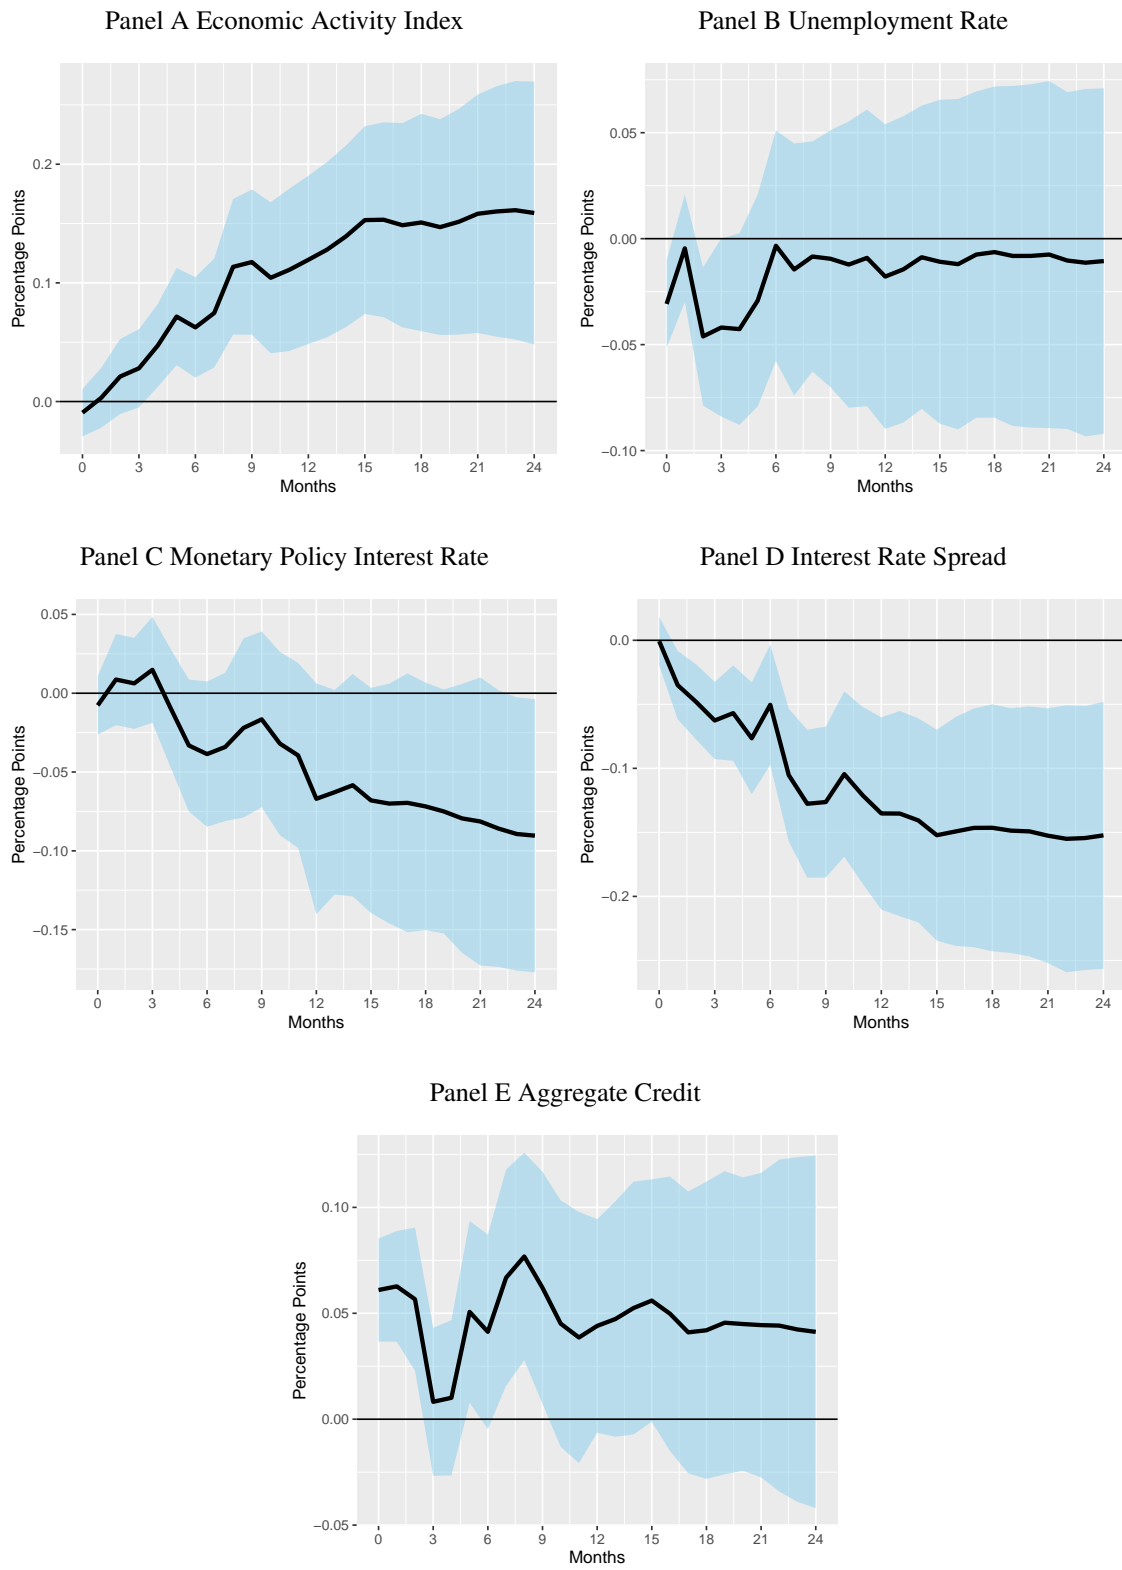 Panel A Economic Activity Index
Percentage Points
0.2
0.1
0.0
0 3 6 9 12 15 18 21 24
Months
Panel B Unemployment Rate
Percentage Points
0.05
0.00
−0.05
−0.10
0 3 6 9 12 15 18 21 24
Months
Panel C Monetary Policy Interest Rate
Percentage Points
0.05
0.00
−0.05
−0.10
−0.15
0 3 6 9 12 15 18 21 24
Months
Panel D Interest Rate Spread
Percentage Points
0.0
−0.1
−0.2
0 3 6 9 12 15 18 21 24
Months
Panel E Aggregate Credit
Percentage Points
0.10
0.05
0.00
−0.05
0 3 6 9 12 15 18 21 24
Months